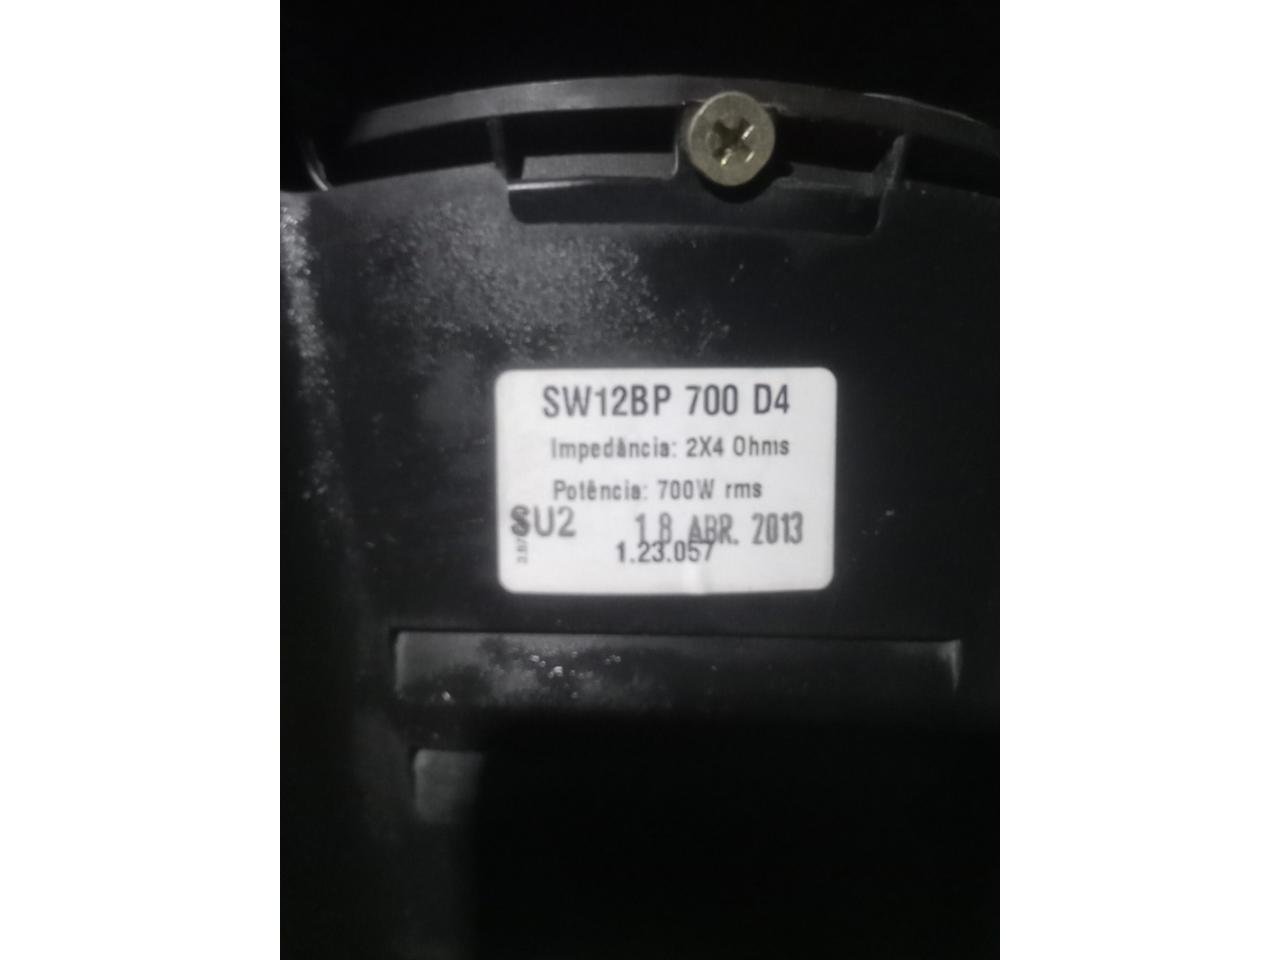 SW12BP 700 D4
Impedância: 2X4 Ohms
Potência: 700W rms
SU2 18 ABR. 2013
1.23.057